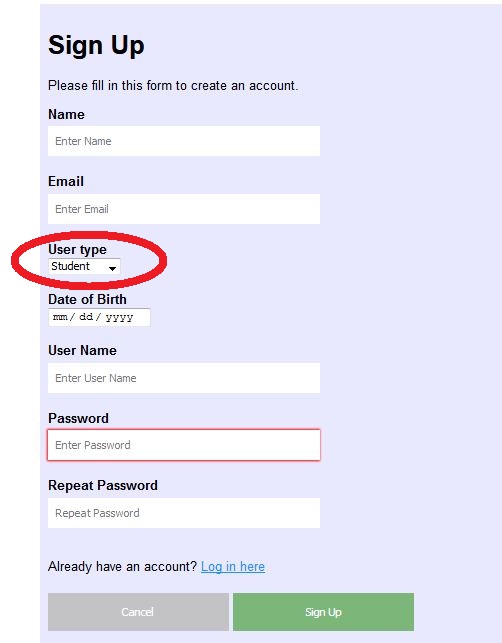 Sign Up
Please fill in this form to create an account.
Name
Enter Name
Email
Enter Email
User type
Student
Date of Birth
mm/ dd/ yyyy
User Name
Enter User Name
Password
Enter Password
Repeat Password
Repeat Password
Already have an account? Log in here
Cancel Sign Up